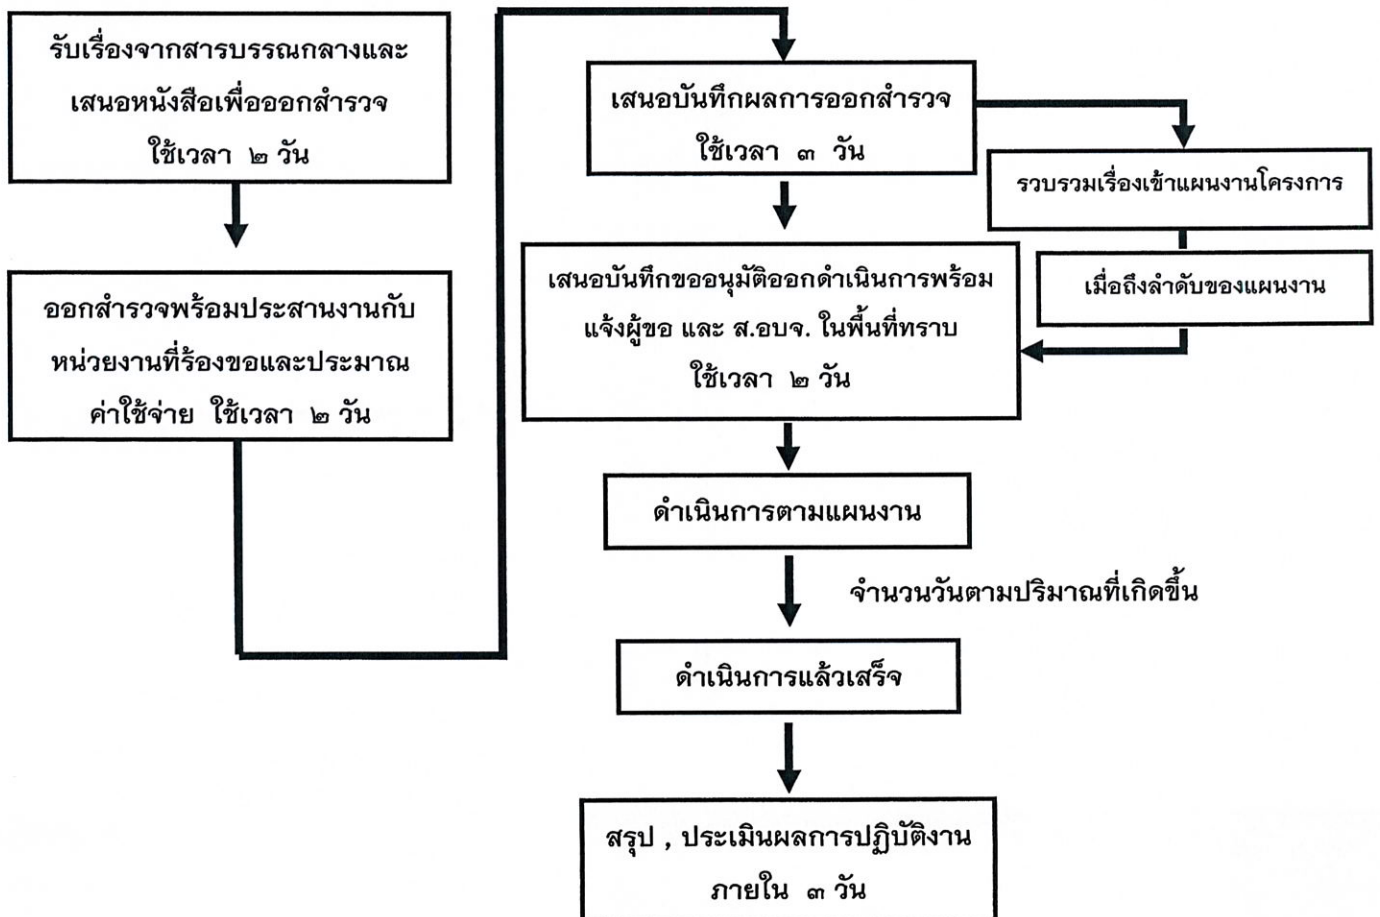 รับเรื่องจากสารบรรณกลางและ
เสนอหนังสือเพื่อออกสำรวจ
ใช้เวลา ๒ วัน
ออกสำรวจพร้อมประสานงานกับ
หน่วยงานที่ร้องขอและประมาณ
ค่าใช้จ่าย ใช้เวลา ๒ วัน
เสนอบันทึกผลการออกสำรวจ
ใช้เวลา ๓ วัน
รวบรวมเรื่องเข้าแผนงานโครงการ
เมื่อถึงลำดับของแผนงาน
เสนอบันทึกขออนุมัติออกดำเนินการพร้อม
แจ้งผู้ขอ และ ส.อบจ. ในพื้นที่ทราบ
ใช้เวลา ๒ วัน
ดำเนินการตามแผนงาน
จำนวนวันตามปริมาณที่เกิดขึ้น
ดำเนินการแล้วเสร็จ
สรุป , ประเมินผลการปฏิบัติงาน
ภายใน ๓ วัน